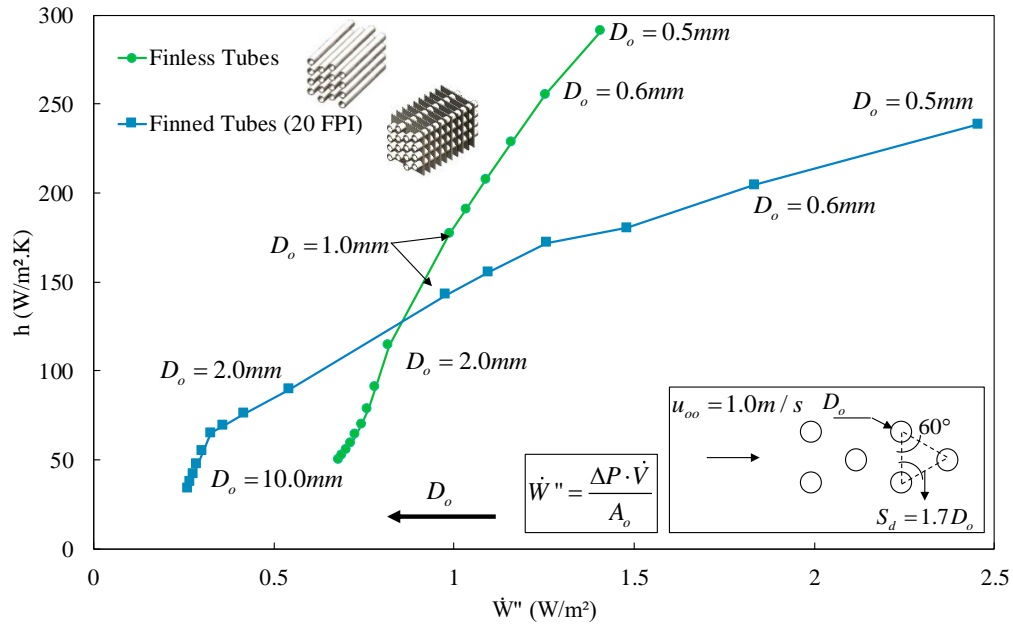 300
250
200
150
100
50
0
h (W/m².K)
Finless Tubes
Finned Tubes (20 FPI)
D_o = 0.5mm
D_o = 0.6mm
D_o = 0.5mm
D_o = 0.6mm
D_o = 1.0mm
D_o = 2.0mm
D_o = 2.0mm
D_o = 10.0mm
D_o
Ẇ" = ΔP·V̇ / A_o
u_oo = 1.0m / s
D_o
60°
S_d = 1.7D_o
0 0.5 1 1.5 2 2.5
Ẇ" (W/m²)